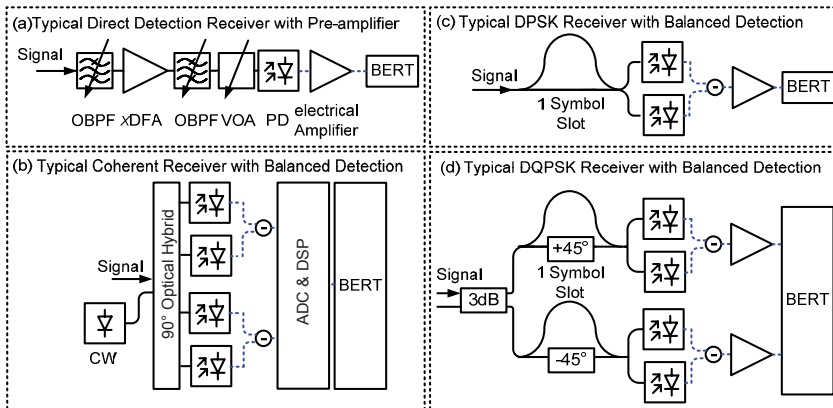 (a)Typical Direct Detection Receiver with Pre-amplifier
Signal
BERT
OBPF xDFA OBPF VOA PD electrical
Amplifier
(b) Typical Coherent Receiver with Balanced Detection
Signal
CW
90° Optical Hybrid
ADC & DSP
BERT
(c) Typical DPSK Receiver with Balanced Detection
Signal
1 Symbol
Slot
BERT
(d) Typical DQPSK Receiver with Balanced Detection
Signal
3dB
+45°
1 Symbol
Slot
-45°
BERT